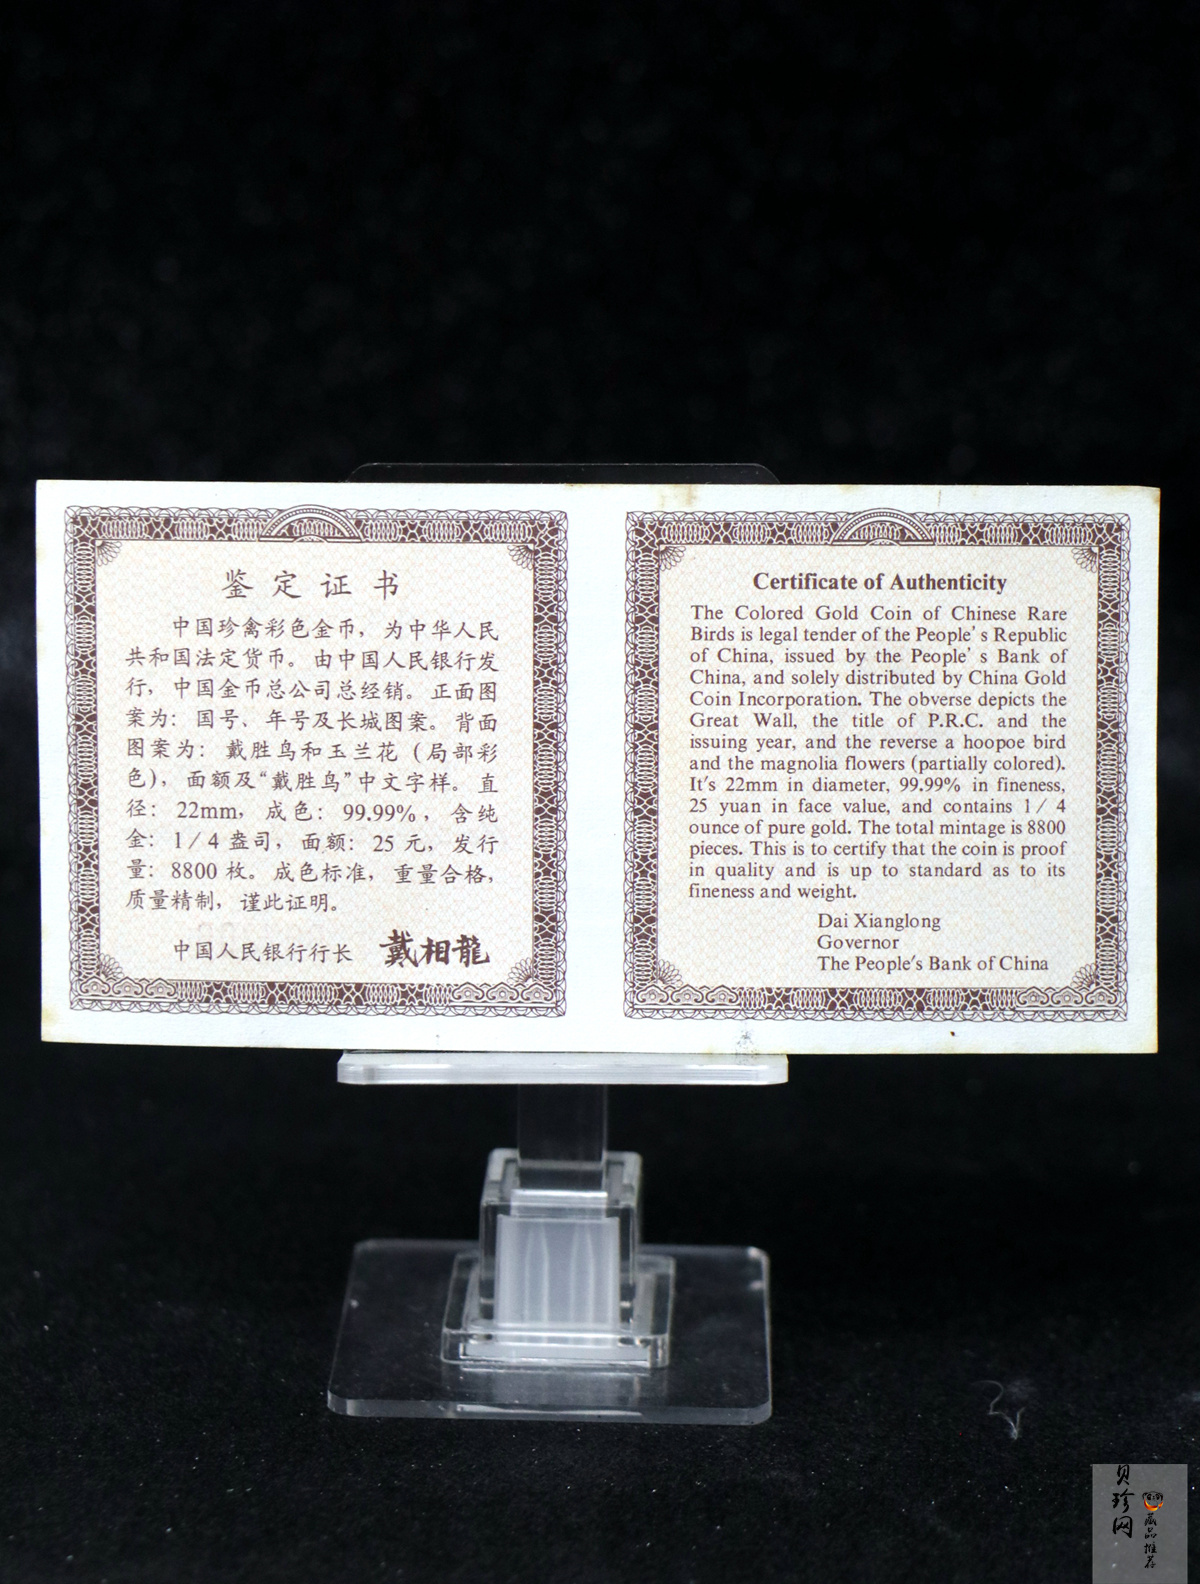 鉴定证书
中国珍禽彩色金币，为中华人民
共和国法定货币。由中国人民银行发
行，中国金币总公司总经销。正面图
案为：国号、年号及长城图案。背面
图案为：戴胜鸟和玉兰花（局部彩
色），面额及“戴胜鸟”中文字样。直
径：22mm，成色：99.99%，含纯
金：1/4盎司，面额：25元，发行
量：8800枚。成色标准，重量合格，
质量精制，谨此证明。
中国人民银行行长 戴相龍
Certificate of Authenticity
The Colored Gold Coin of Chinese Rare
Birds is legal tender of the People's Republic
of China, issued by the People's Bank of
China, and solely distributed by China Gold
Coin Incorporation. The obverse depicts the
Great Wall, the title of P.R.C. and the
issuing year, and the reverse a hoopoe bird
and the magnolia flowers (partially colored).
It's 22mm in diameter, 99.99% in fineness,
25 yuan in face value, and contains 1/4
ounce of pure gold. The total mintage is 8800
pieces. This is to certify that the coin is proof
in quality and is up to standard as to its
fineness and weight.
Dai Xianglong
Governor
The People's Bank of China
贝珍网
藏品推荐